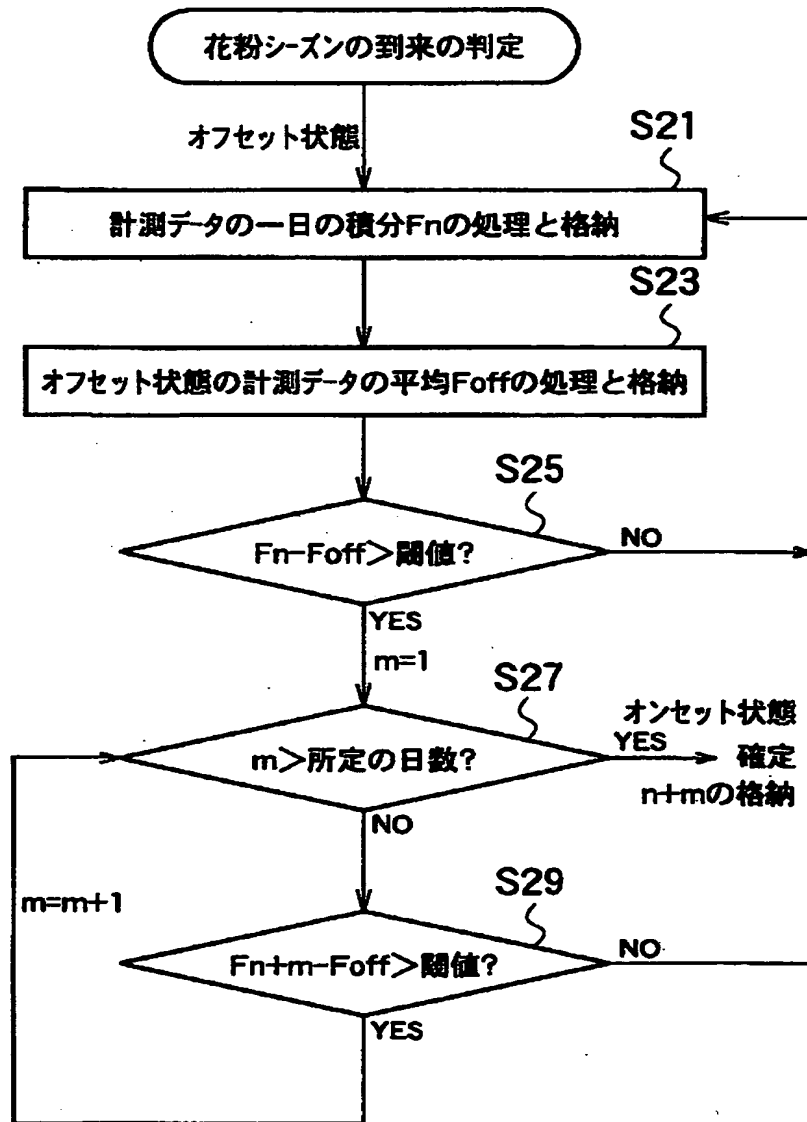 花粉シーズンの到来の判定
オフセット状態
S21
計測データの一日の積分Fnの処理と格納
S23
オフセット状態の計測データの平均Foffの処理と格納
S25
Fn-Foff>閾値?
NO
YES
m=1
S27
m>所定の日数?
オンセット状態
YES
確定
n+mの格納
NO
m=m+1
S29
Fn+m-Foff>閾値?
NO
YES